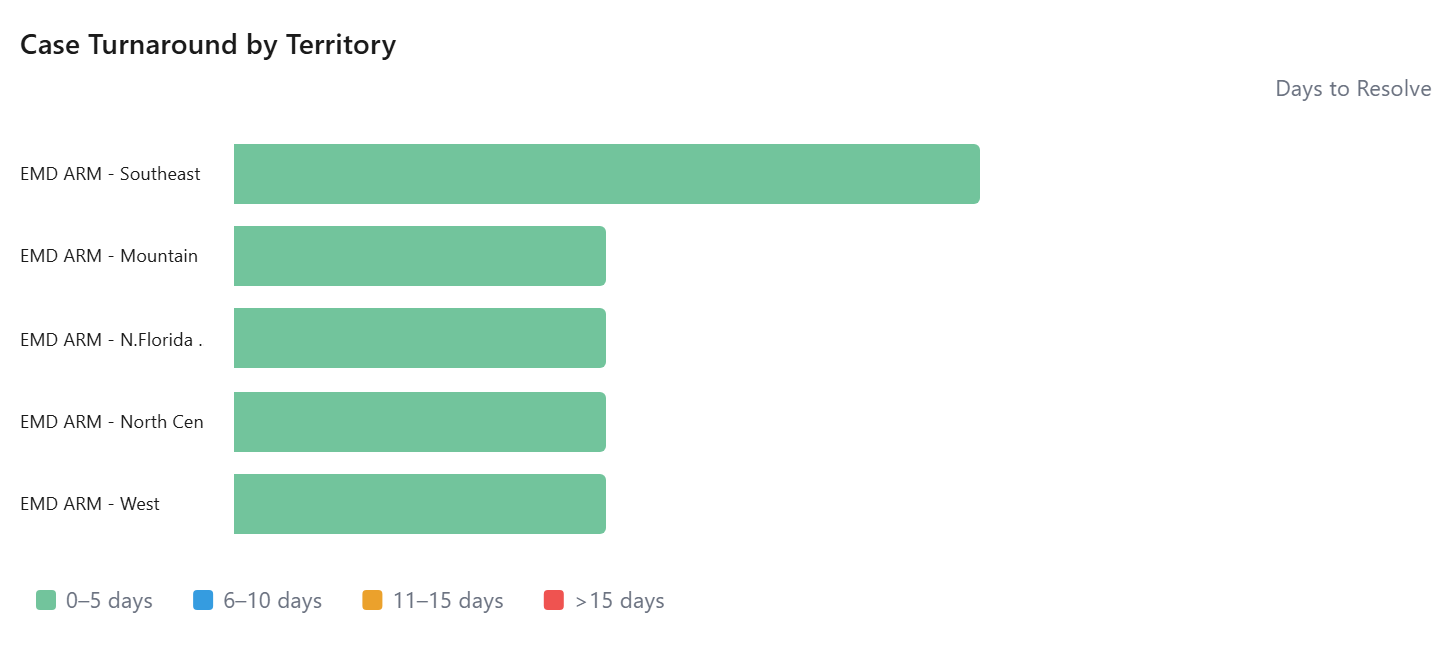 Case Turnaround by Territory
Days to Resolve
EMD ARM - Southeast
EMD ARM - Mountain
EMD ARM - N.Florida .
EMD ARM - North Cen
EMD ARM - West
0–5 days
6–10 days
11–15 days
>15 days